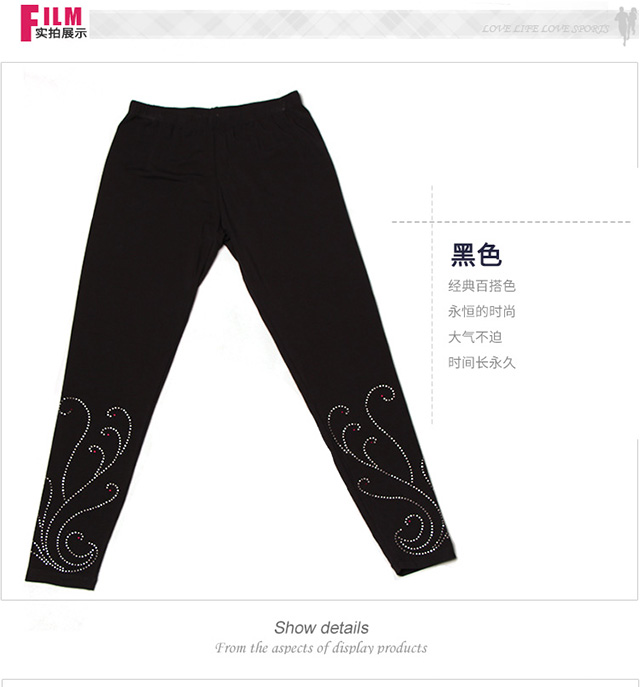 FILM
实拍展示
LOVE LIFE LOVE SPORTS
黑色
经典百搭色
永恒的时尚
大气不迫
时间长永久
Show details
From the aspects of display products